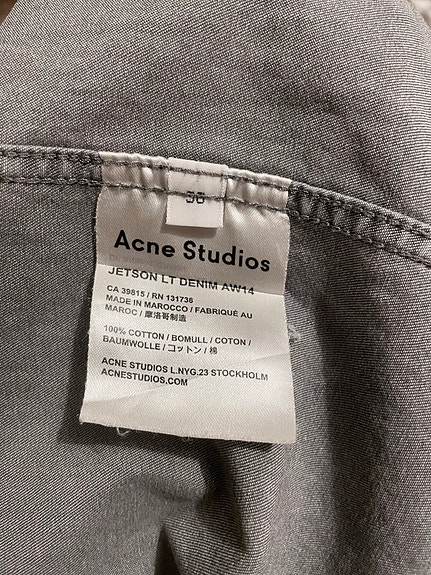 Acne Studios
JETSON LT DENIM AW14
CA 39815 / RN 131736
MADE IN MAROCCO / FABRIQUÉ AU
MAROC / 摩洛哥制造
100% COTTON / BOMULL / COTON /
BAUMWOLLE / コットン / 棉
ACNE STUDIOS L.NYG.23 STOCKHOLM
ACNESTUDIOS.COM